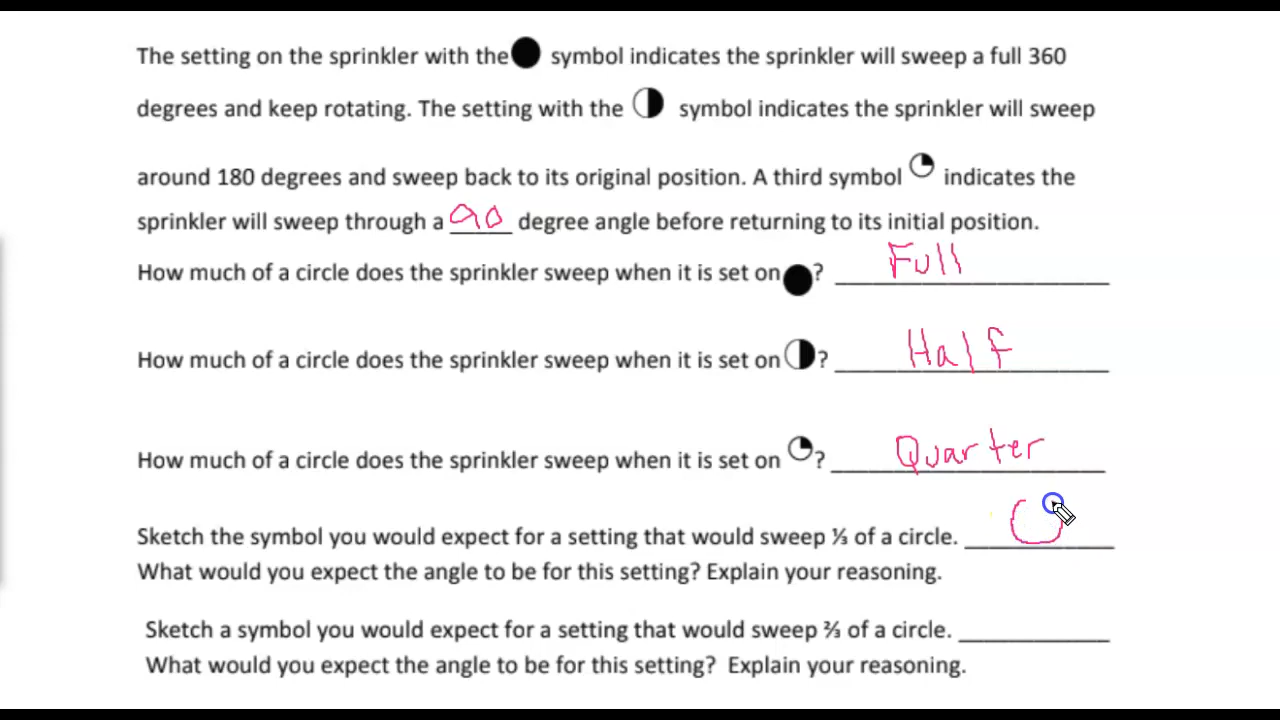 The setting on the sprinkler with the symbol indicates the sprinkler will sweep a full 360
degrees and keep rotating. The setting with the symbol indicates the sprinkler will sweep
around 180 degrees and sweep back to its original position. A third symbol indicates the
sprinkler will sweep through a 90 degree angle before returning to its initial position.
How much of a circle does the sprinkler sweep when it is set on ? Full
How much of a circle does the sprinkler sweep when it is set on ? Half
How much of a circle does the sprinkler sweep when it is set on ? Quarter
Sketch the symbol you would expect for a setting that would sweep ⅓ of a circle.
What would you expect the angle to be for this setting? Explain your reasoning.
Sketch a symbol you would expect for a setting that would sweep ⅔ of a circle.
What would you expect the angle to be for this setting? Explain your reasoning.